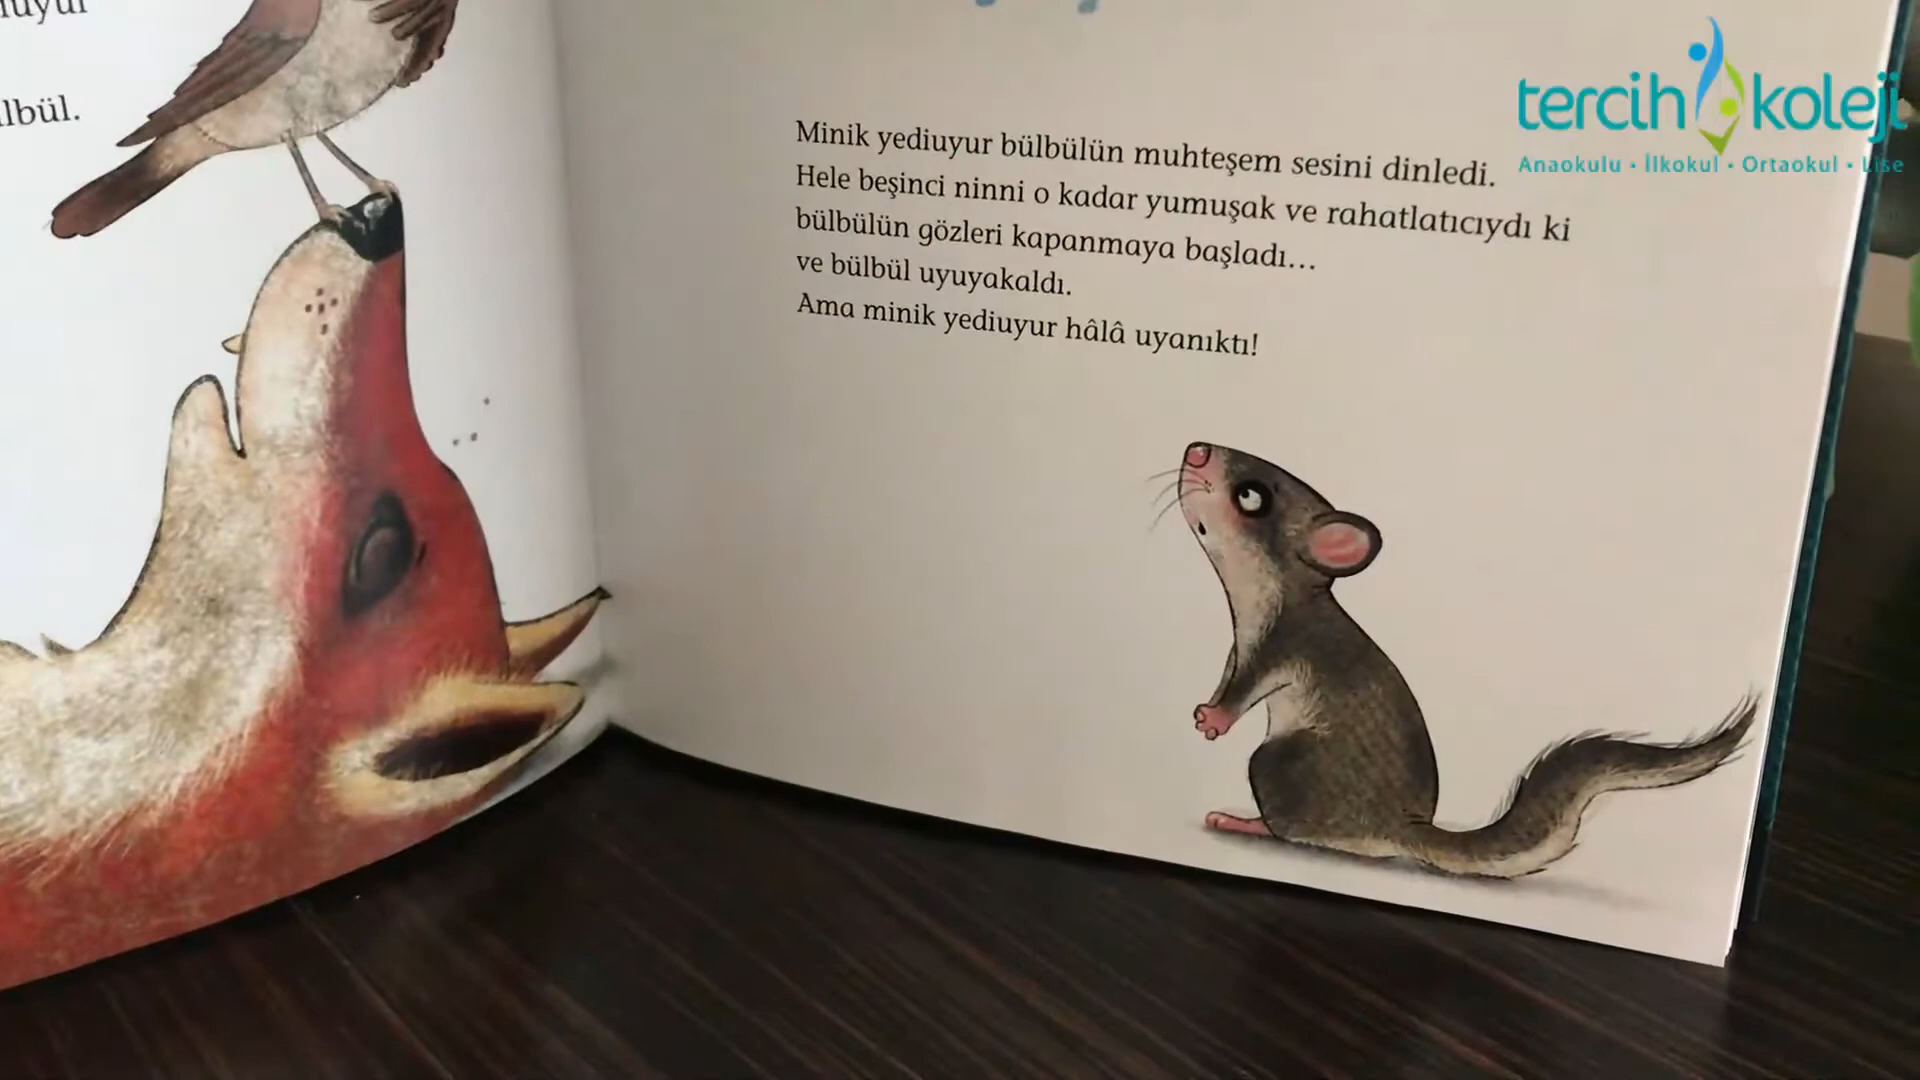 lbül.
Minik yediuyur bülbülün muhteşem sesini dinledi.
Hele beşinci ninni o kadar yumuşak ve rahatlatıcıydı ki
bülbülün gözleri kapanmaya başladı...
ve bülbül uyuyakaldı.
Ama minik yediuyur hâlâ uyanıktı!
tercih koleji
Anaokulu • İlkokul • Ortaokul • Lise